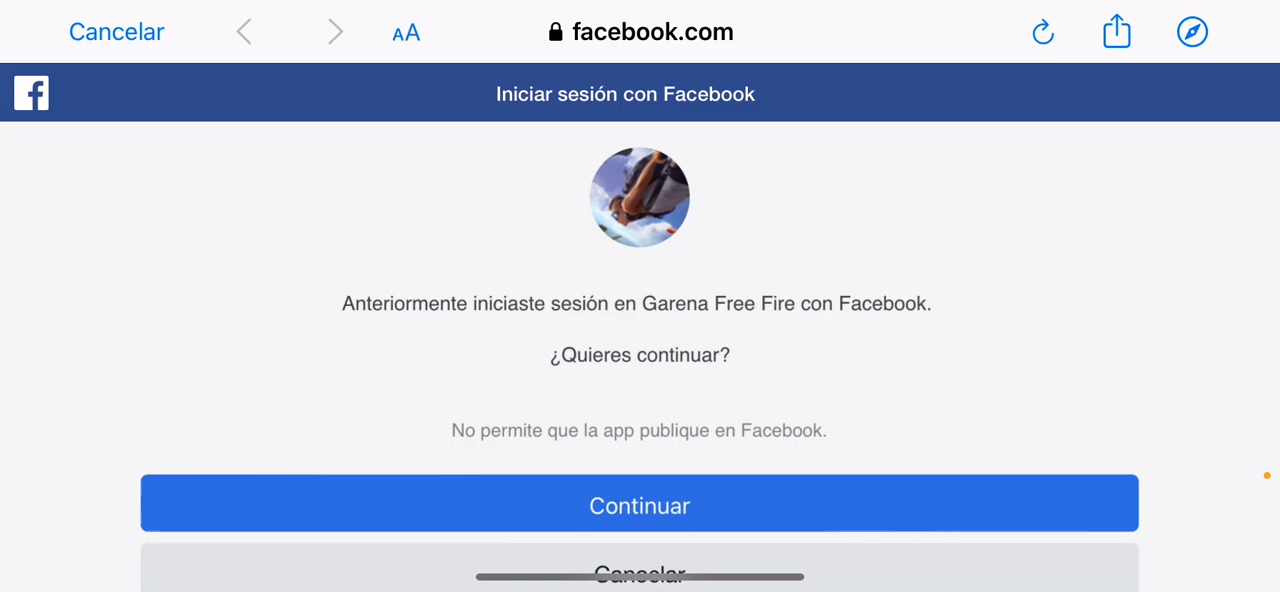 Cancelar
AA
facebook.com
Iniciar sesión con Facebook
Anteriormente iniciaste sesión en Garena Free Fire con Facebook.
¿Quieres continuar?
No permite que la app publique en Facebook.
Continuar
Cancelar